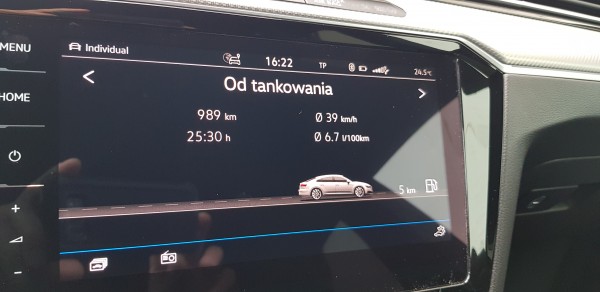 MENU
Individual
16:22
TP
24.5°C
Od tankowania
HOME
989 km
Ø 39 km/h
25:30 h
Ø 6.7 l/100km
5 km
+
-